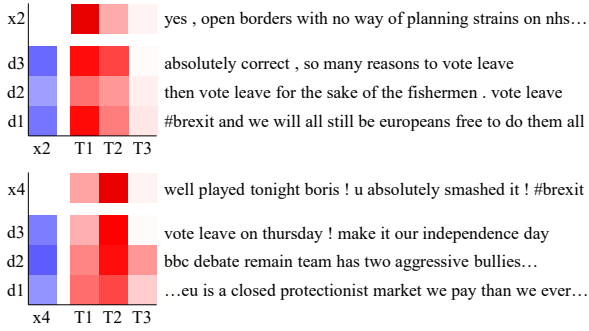 x2 yes , open borders with no way of planning strains on nhs…
d3 absolutely correct , so many reasons to vote leave
d2 then vote leave for the sake of the fishermen . vote leave
d1 #brexit and we will all still be europeans free to do them all
x2 T1 T2 T3
x4 well played tonight boris ! u absolutely smashed it ! #brexit
d3 vote leave on thursday ! make it our independence day
d2 bbc debate remain team has two aggressive bullies…
d1 …eu is a closed protectionist market we pay than we ever…
x4 T1 T2 T3